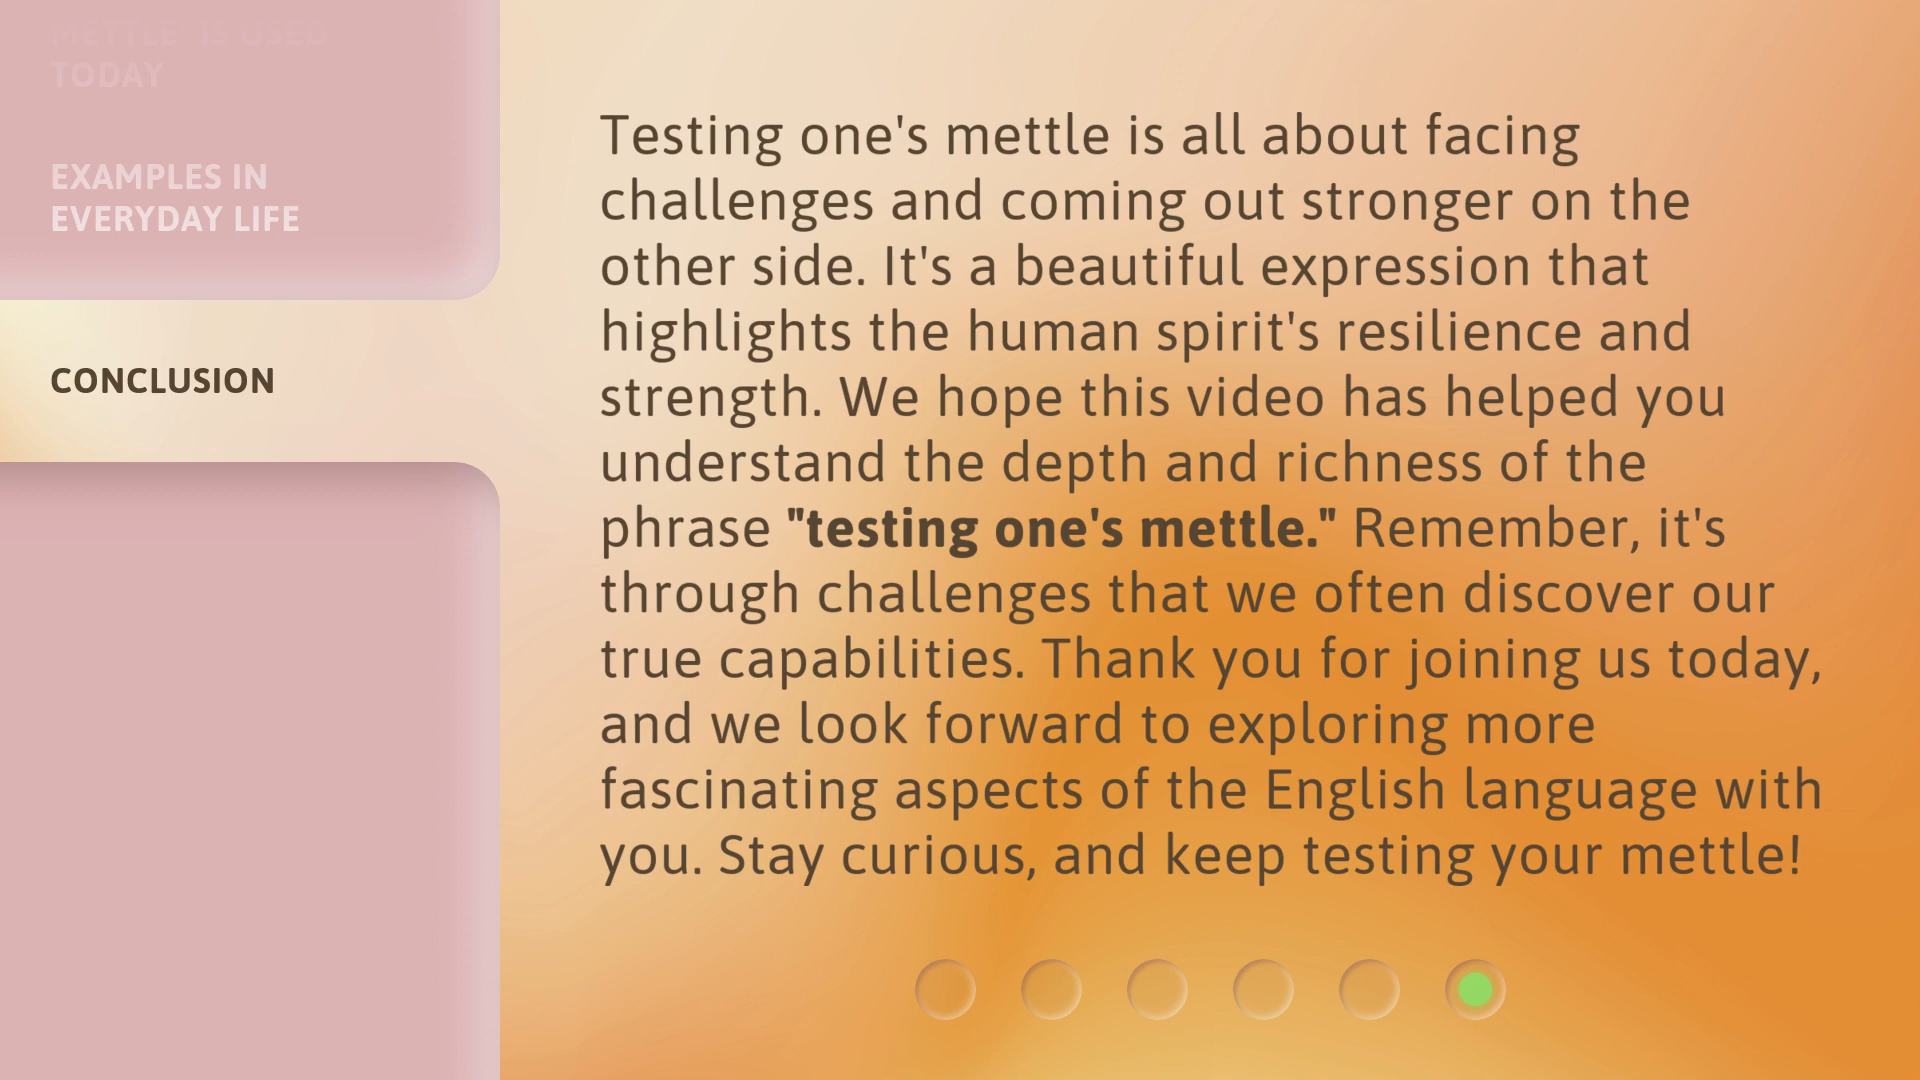 METTLE IS USED
TODAY
EXAMPLES IN
EVERYDAY LIFE
CONCLUSION
Testing one's mettle is all about facing
challenges and coming out stronger on the
other side. It's a beautiful expression that
highlights the human spirit's resilience and
strength. We hope this video has helped you
understand the depth and richness of the
phrase "testing one's mettle." Remember, it's
through challenges that we often discover our
true capabilities. Thank you for joining us today,
and we look forward to exploring more
fascinating aspects of the English language with
you. Stay curious, and keep testing your mettle!